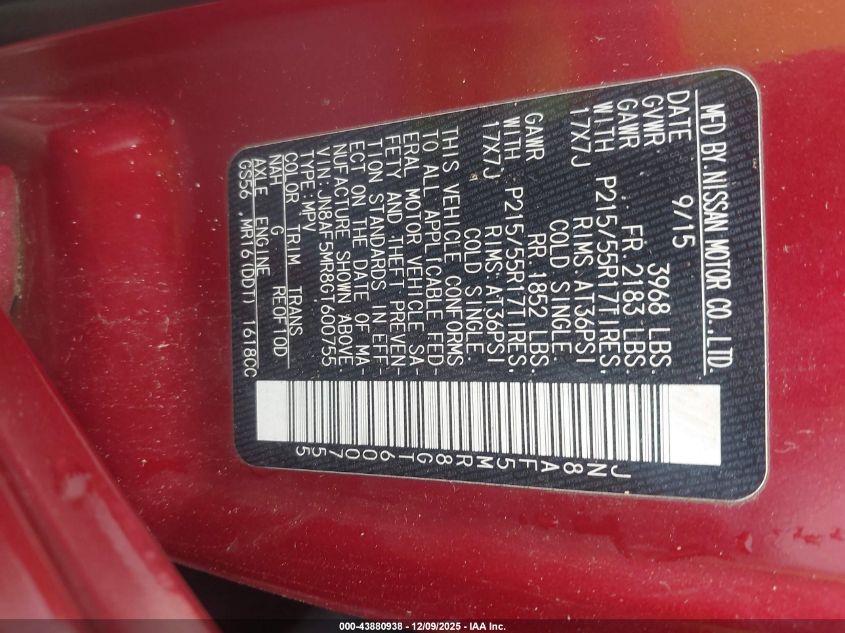 MFD BY NISSAN MOTOR CO.,LTD.
DATE 9/15
GVWR 3968 LBS.
GAWR FR 2183 LBS.
WITH P215/55R17TIRES.
17X7J RIMS:AT36PSI
COLD SINGLE.
GAWR RR 1852 LBS.
WITH P215/55R17TIRES.
17X7J RIMS:AT36PSI
COLD SINGLE.
THIS VEHICLE CONFORMS
TO ALL APPLICABLE FED-
ERAL MOTOR VEHICLE SA-
FETY AND THEFT PREVEN-
TION STANDARDS IN EFF-
ECT ON THE DATE OF MA-
NUFACTURE SHOWN ABOVE.
VIN:JN8AF5MR8GT600755
TYPE:MPV
COLOR TRIM TRANS
NAH G RE0F10D
AXLE ENGINE
GS56 MR16(DDT) 1618CC
JN8AF5MR8GT600755
000-43880938 - 12/09/2025 - IAA Inc.